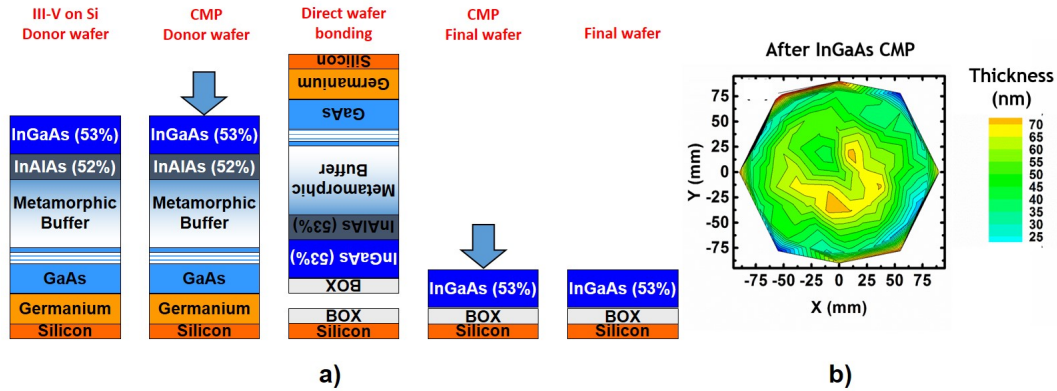 III-V on Si
Donor wafer
InGaAs (53%)
InAlAs (52%)
Metamorphic
Buffer
GaAs
Germanium
Silicon
CMP
Donor wafer
InGaAs (53%)
InAlAs (52%)
Metamorphic
Buffer
GaAs
Germanium
Silicon
Direct wafer
bonding
Silicon
Germanium
GaAs
Metamorphic
Buffer
InAlAs (53%)
InGaAs (53%)
BOX
BOX
Silicon
CMP
Final wafer
InGaAs (53%)
BOX
Silicon
Final wafer
InGaAs (53%)
BOX
Silicon
a)
After InGaAs CMP
Y (mm)
75
50
25
0
-25
-50
-75
-75 -50 -25 0 25 50 75
X (mm)
Thickness
(nm)
70
65
60
55
50
45
40
35
30
25
b)